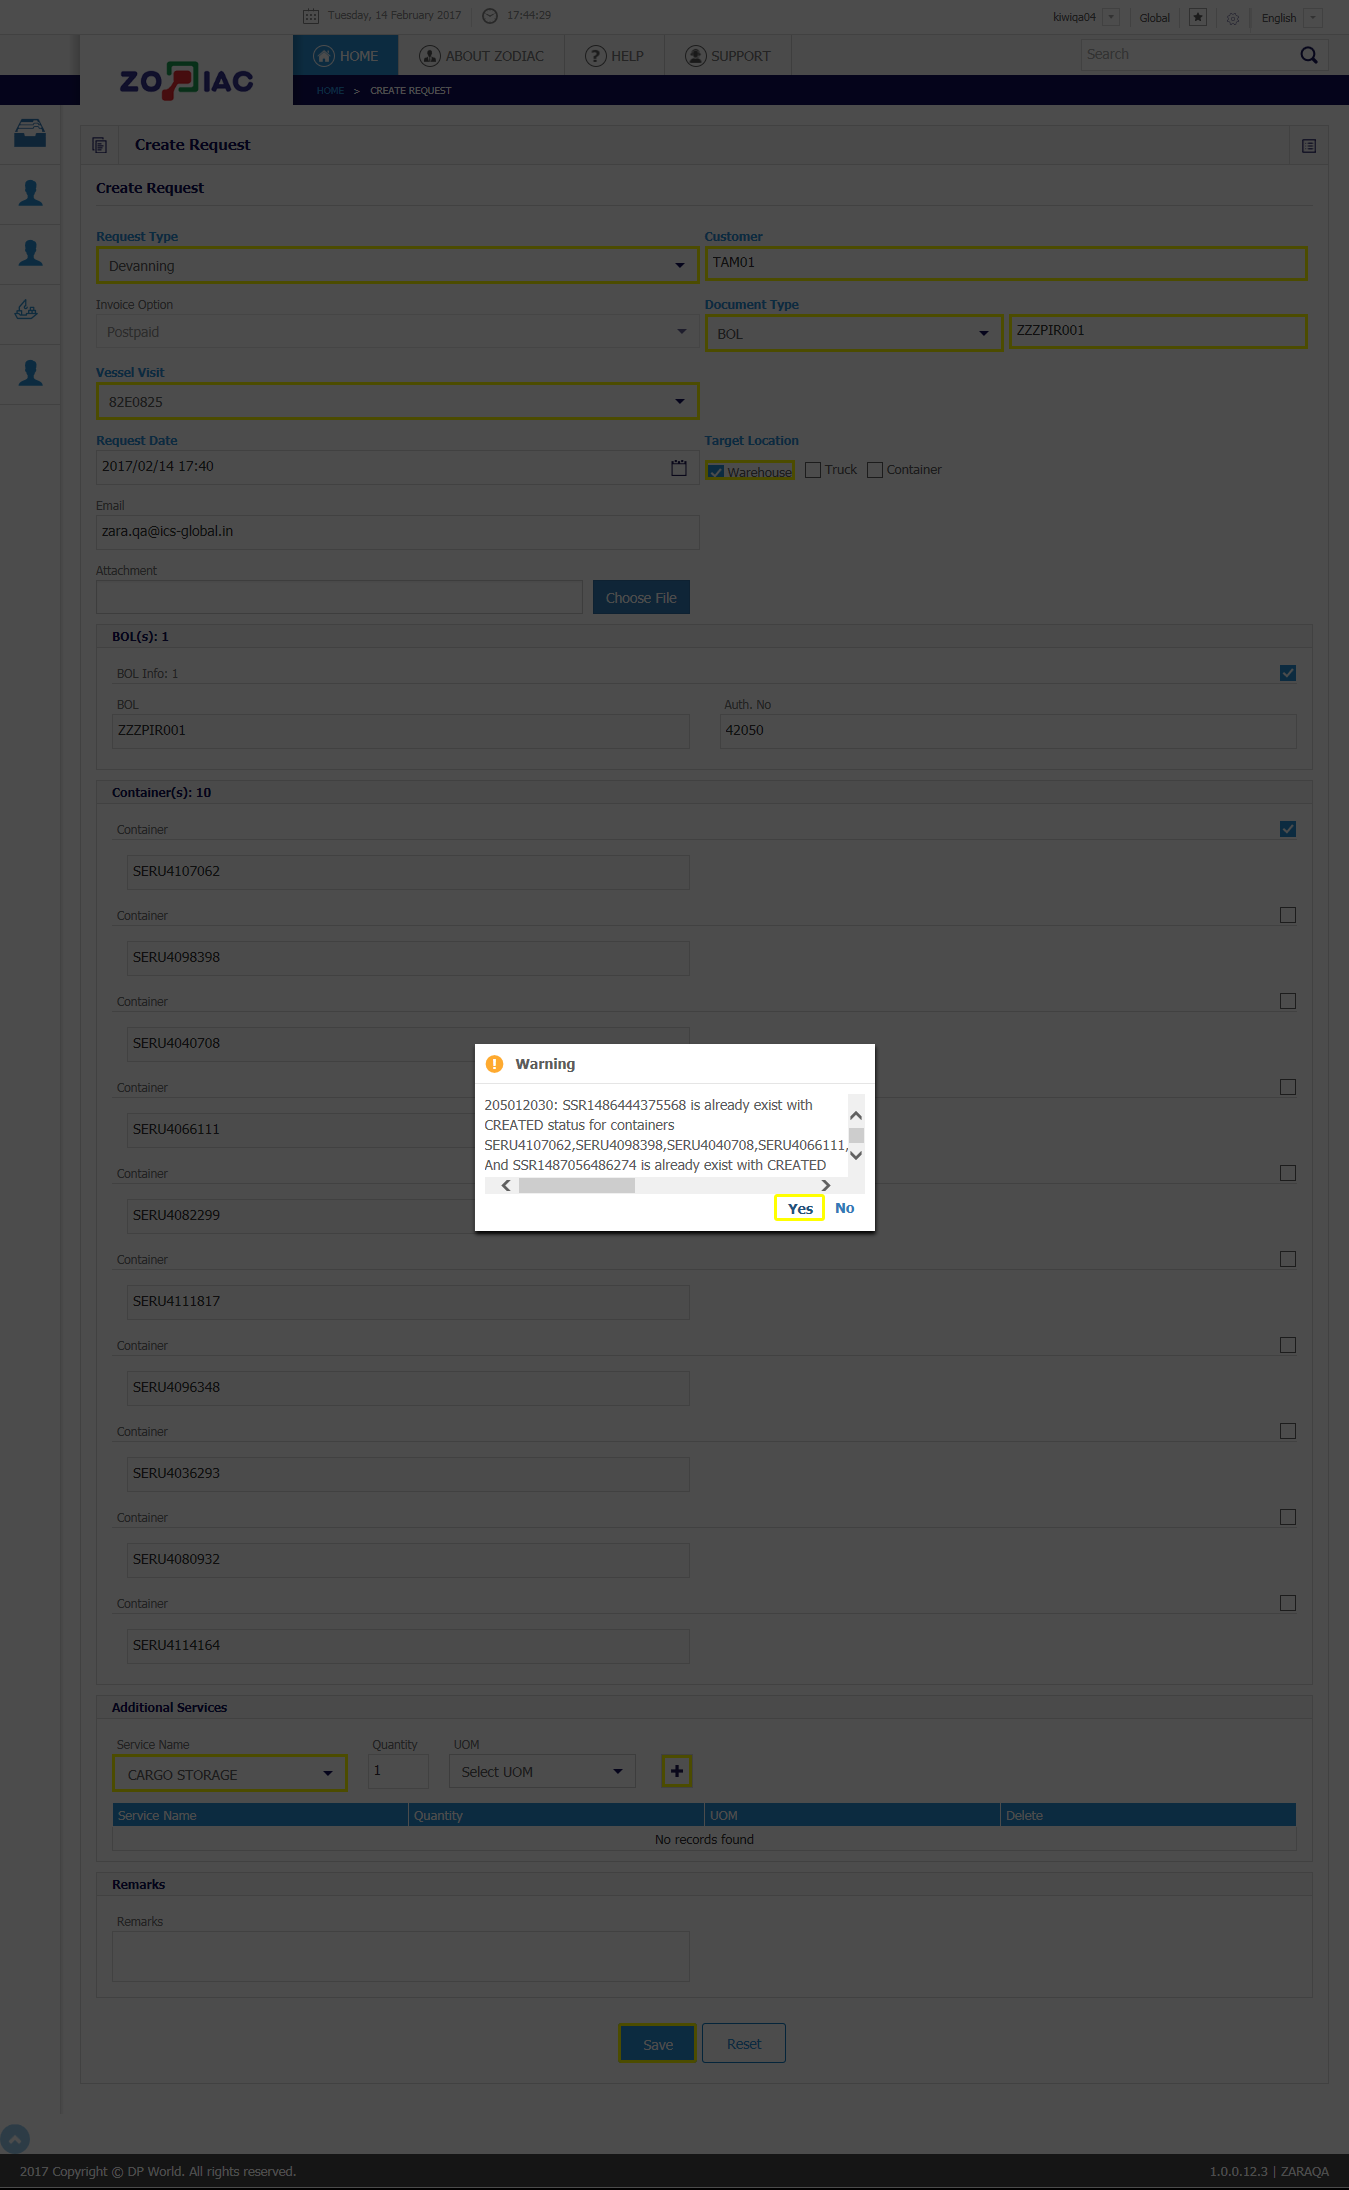 Tuesday, 14 February 2017 17:44:29 kiwiqa04 Global English
ZODIAC
HOME ABOUT ZODIAC HELP SUPPORT Search
HOME > CREATE REQUEST
Create Request
Create Request
Request Type Customer
Devanning TAM01
Invoice Option Document Type
Postpaid BOL ZZZPIR001
Vessel Visit
82E0825
Request Date Target Location
2017/02/14 17:40 Warehouse Truck Container
Email
zara.qa@ics-global.in
Attachment
Choose File
BOL(s): 1
BOL Info: 1
BOL Auth. No
ZZZPIR001 42050
Container(s): 10
Container
SERU4107062
Container
SERU4098398
Container
SERU4040708
Container
SERU4066111
Container
SERU4082299
Container
SERU4111817
Container
SERU4096348
Container
SERU4036293
Container
SERU4080932
Container
SERU4114164
Warning
205012030: SSR1486444375568 is already exist with
CREATED status for containers
SERU4107062,SERU4098398,SERU4040708,SERU4066111,
And SSR1487056486274 is already exist with CREATED
Yes No
Additional Services
Service Name Quantity UOM
CARGO STORAGE 1 Select UOM +
Service Name Quantity UOM Delete
No records found
Remarks
Remarks
Save Reset
2017 Copyright © DP World. All rights reserved. 1.0.0.12.3 | ZARAQA